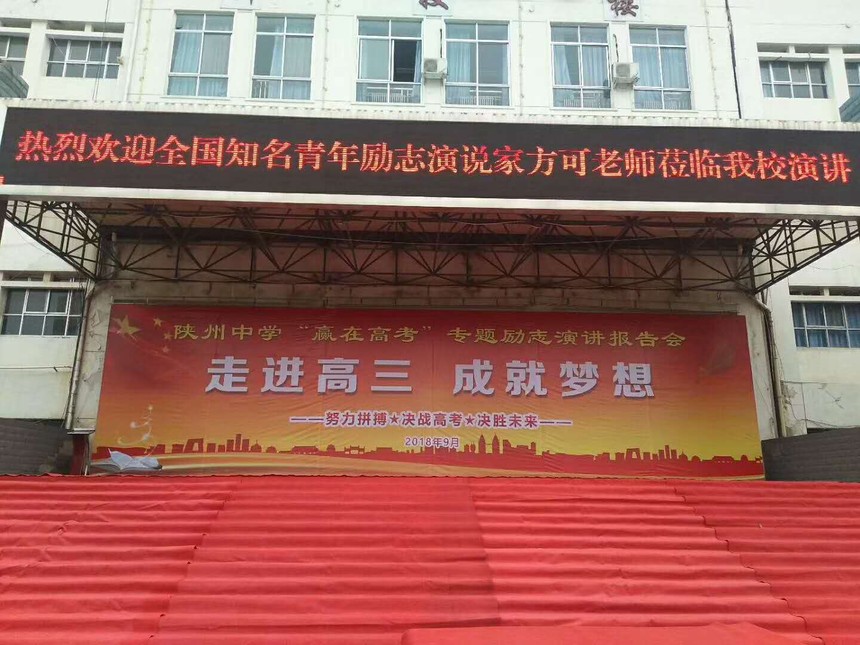 热烈欢迎全国知名青年励志演说家方可老师莅临我校演讲
陕州中学“赢在高考”专题励志演讲报告会
走进高三 成就梦想
——努力拼搏★决战高考★决胜未来——
2018年9月